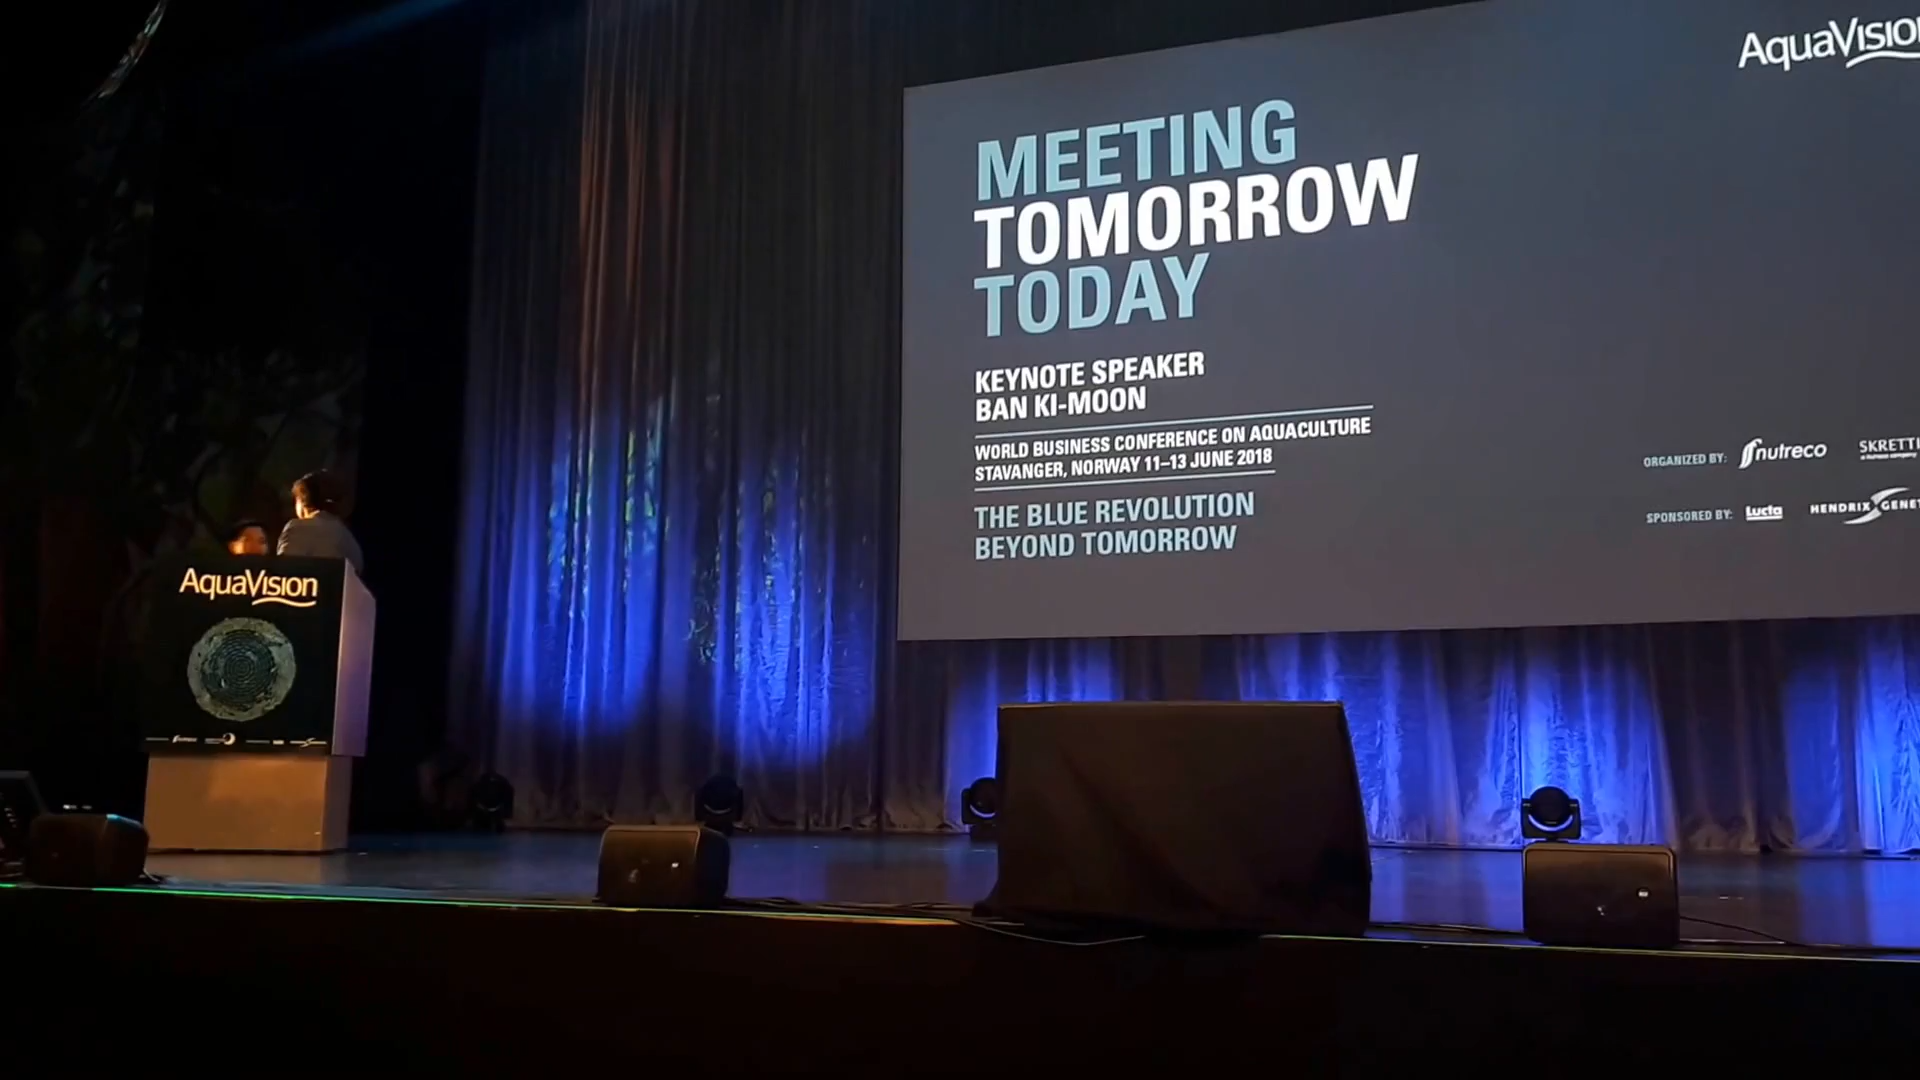 AquaVisio
MEETING
TOMORROW
TODAY
KEYNOTE SPEAKER
BAN KI-MOON
WORLD BUSINESS CONFERENCE ON AQUACULTURE
STAVANGER, NORWAY 11–13 JUNE 2018
THE BLUE REVOLUTION
BEYOND TOMORROW
ORGANIZED BY: nutreco SKRETTI
SPONSORED BY: Lucta HENDRIX GENE
AquaVision